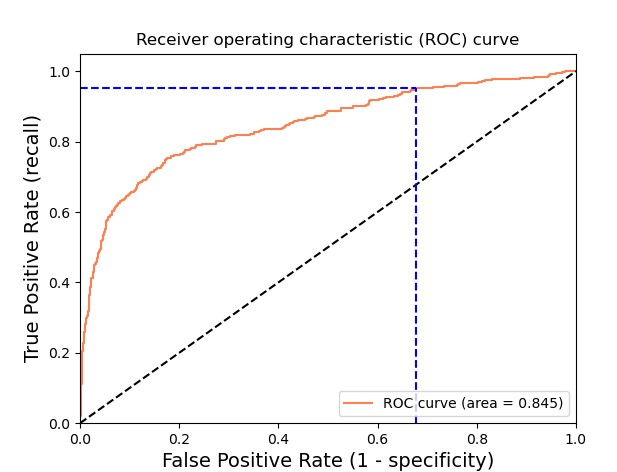 Receiver operating characteristic (ROC) curve
True Positive Rate (recall)
1.0
0.8
0.6
0.4
0.2
0.0
ROC curve (area = 0.845)
0.0 0.2 0.4 0.6 0.8 1.0
False Positive Rate (1 - specificity)